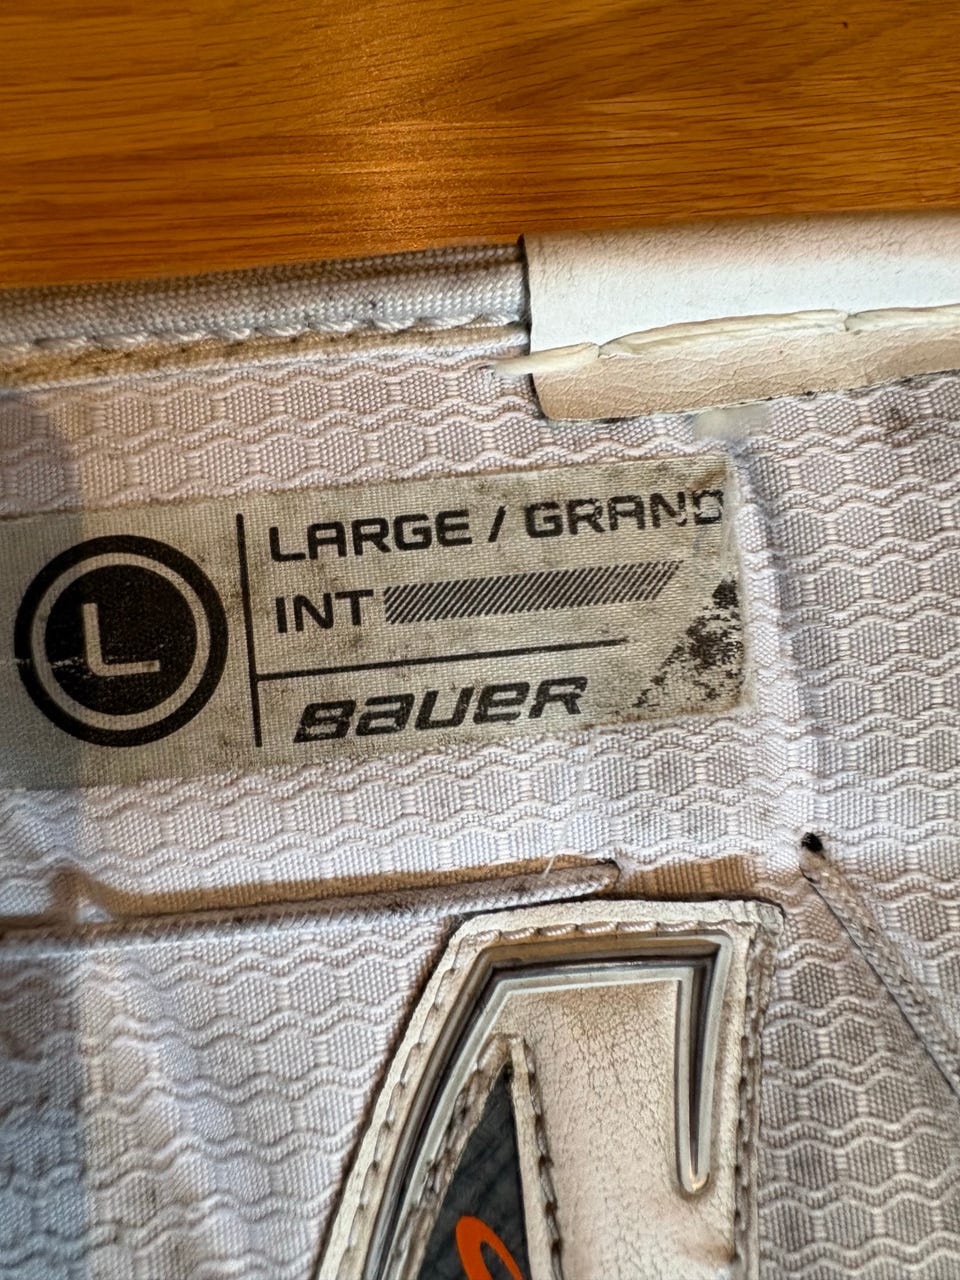 L
LARGE / GRAND
INT
BAUER